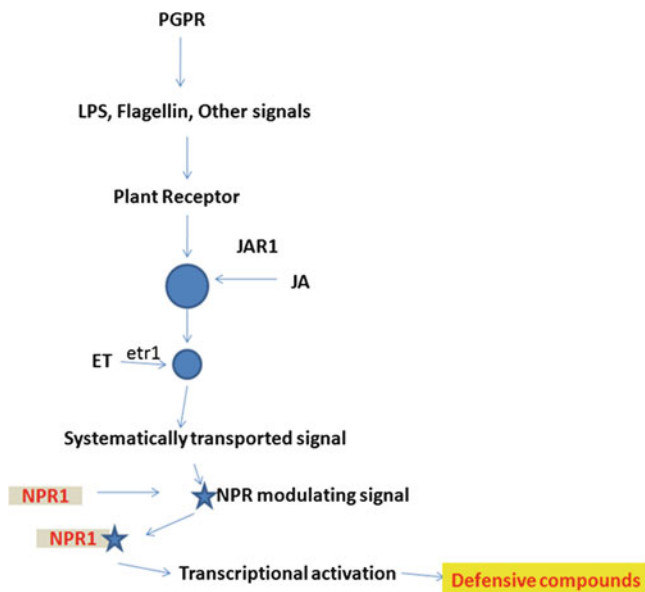 PGPR
LPS, Flagellin, Other signals
Plant Receptor
JAR1
JA
ET etr1
Systematically transported signal
NPR1 NPR modulating signal
NPR1
Transcriptional activation Defensive compounds